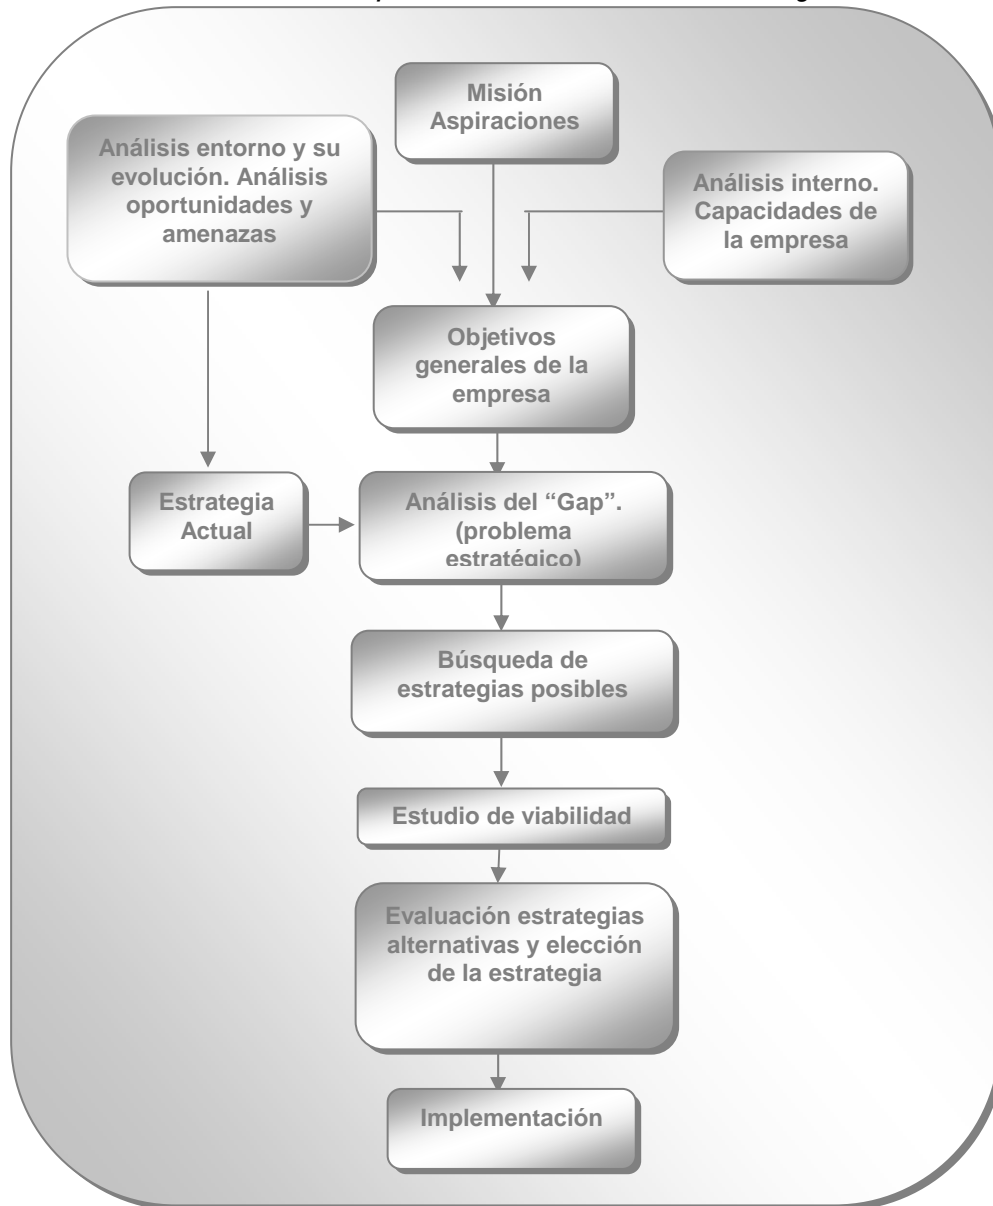 Misión
Aspiraciones
Análisis entorno y su
evolución. Análisis
oportunidades y
amenazas
Análisis interno.
Capacidades de
la empresa
Objetivos
generales de la
empresa
Estrategia
Actual
Análisis del “Gap”.
(problema
estratégico)
Búsqueda de
estrategias posibles
Estudio de viabilidad
Evaluación estrategias
alternativas y elección
de la estrategia
Implementación